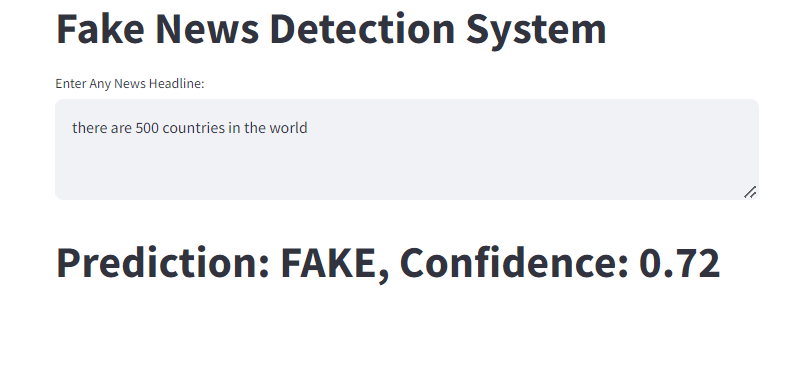 Fake News Detection System
Enter Any News Headline:
there are 500 countries in the world
Prediction: FAKE, Confidence: 0.72